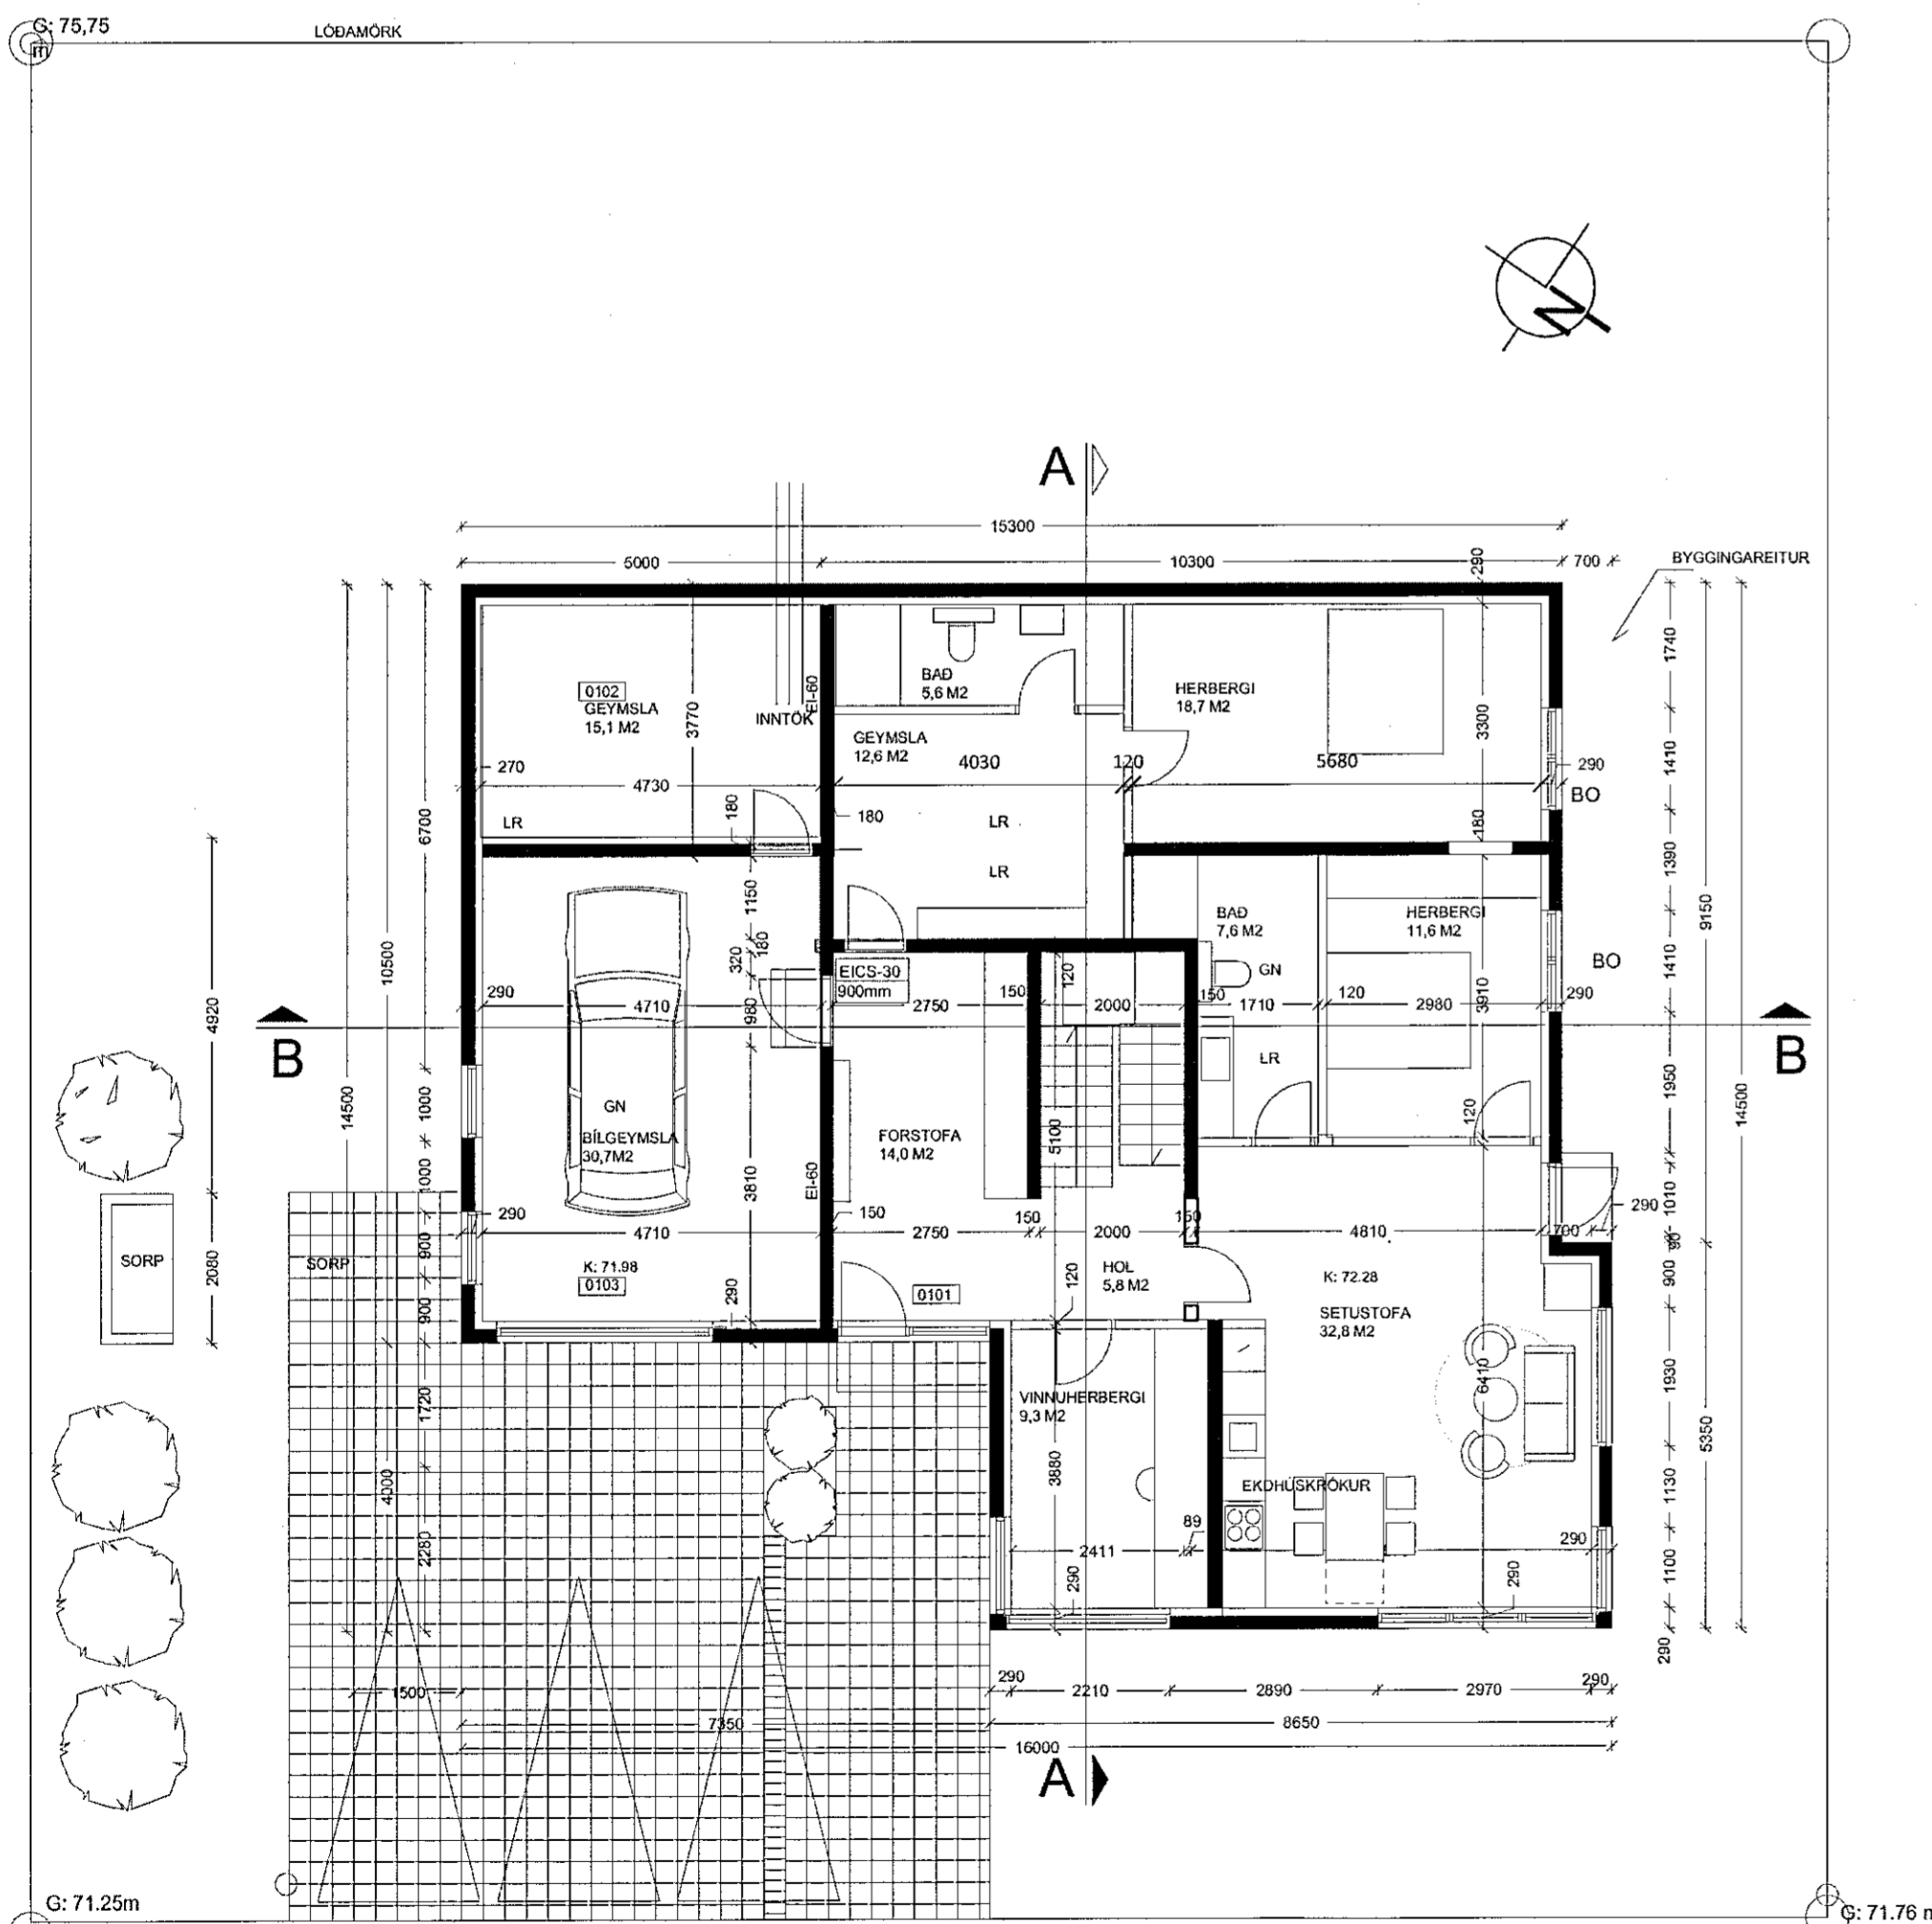 G: 75,75
m
LÓÐAMÖRK
A
15300
5000
10300
290
700
BYGGINGAREITUR
0102
GEYMSLA
15,1 M2
3770
INNTÖK
EI-60
BAÐ
5,6 M2
HERBERGI
18,7 M2
3300
1740
GEYMSLA
12,6 M2
4030
120
5680
290
1410
BO
270
4730
180
180
LR
LR
180
6700
LR
1390
9150
1150
BAÐ
7,6 M2
HERBERGI
11,6 M2
10500
320
180
EICS-30
900mm
GN
BO
1410
4920
290
4710
980
2750
150
120
2000
150
1710
120
2980
3910
290
B
B
LR
14500
1000
GN
BÍLGEYMSLA
30,7M2
FORSTOFA
14,0 M2
5100
120
1950
14500
1000
3810
EI-60
290
4710
150
2750
150
2000
150
4810
700
290
1010
90
SORP
2080
SORP
900
K: 71.98
0103
290
0101
HOL
5,8 M2
120
K: 72.28
900
900
SETUSTOFA
32,8 M2
1720
VINNUHERBERGI
9,3 M2
6410
1930
5350
4000
3880
EKDHÚSKRÓKUR
1130
2280
89
2411
290
290
290
1100
290
1500
290
2210
2890
2970
290
7350
8650
16000
A
G: 71.25m
G: 71.76 m
N